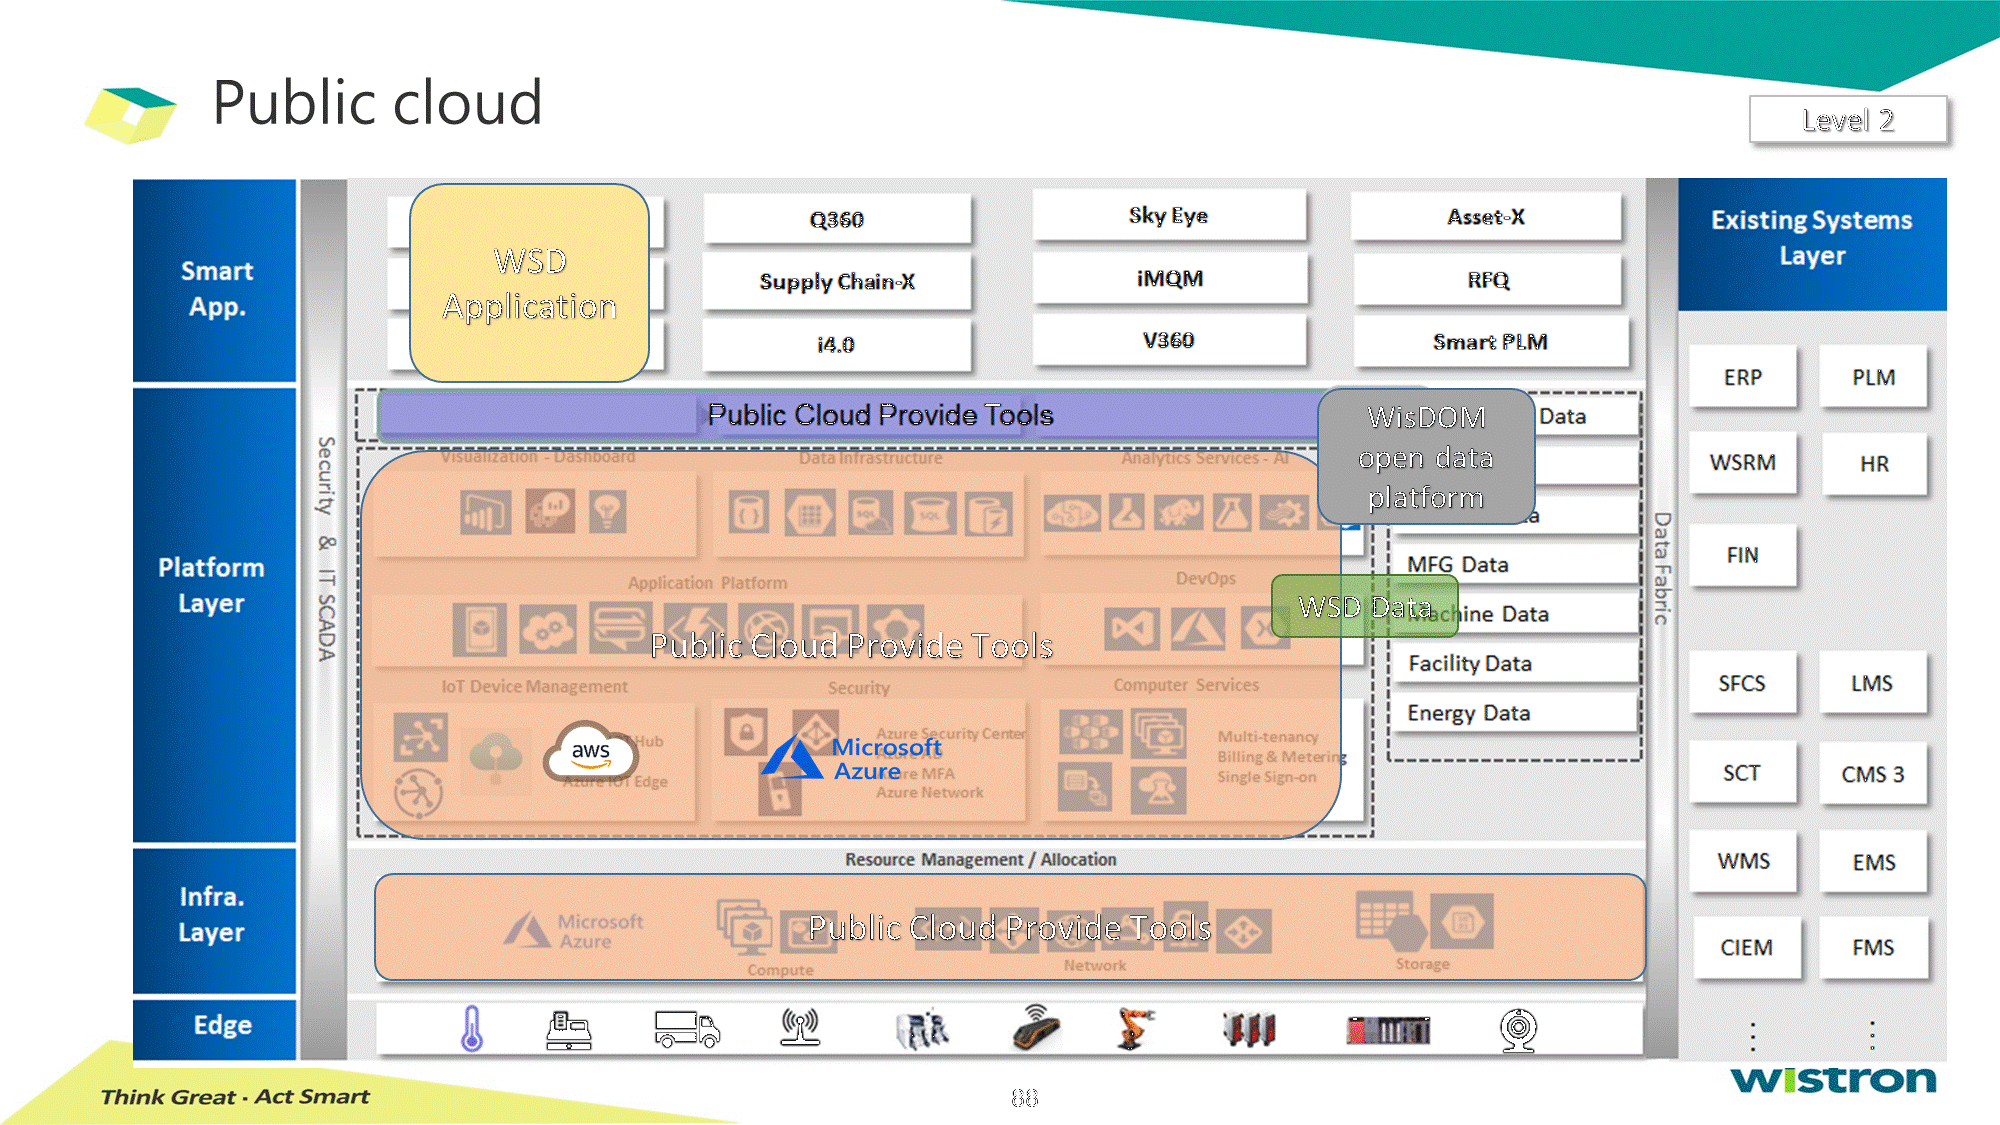 Public cloud
Level 2
Smart
App.
WSD
Application
Q360
Supply Chain-X
i4.0
Sky Eye
iMQM
V360
Asset-X
RFQ
Smart PLM
Existing Systems
Layer
Security & IT SCADA
Platform
Layer
Public Cloud Provide Tools
WisDOM
open data
platform
Data
Visualization - Dashboard
Data Infrastructure
Analytics Services - AI
Application Platform
DevOps
Public Cloud Provide Tools
WSD Data
MFG Data
Machine Data
Facility Data
Energy Data
IoT Device Management
Security
Computer Services
aws
Hub
Azure IOT Edge
Microsoft
Azure
Azure Security Center
Azure AD
Azure MFA
Azure Network
Multi-tenancy
Billing & Metering
Single Sign-on
Data Fabric
ERP
PLM
WSRM
HR
FIN
SFCS
LMS
SCT
CMS 3
WMS
EMS
CIEM
FMS
Infra.
Layer
Resource Management / Allocation
Microsoft
Azure
Public Cloud Provide Tools
Compute
Network
Storage
Edge
Think Great · Act Smart
88
wistron